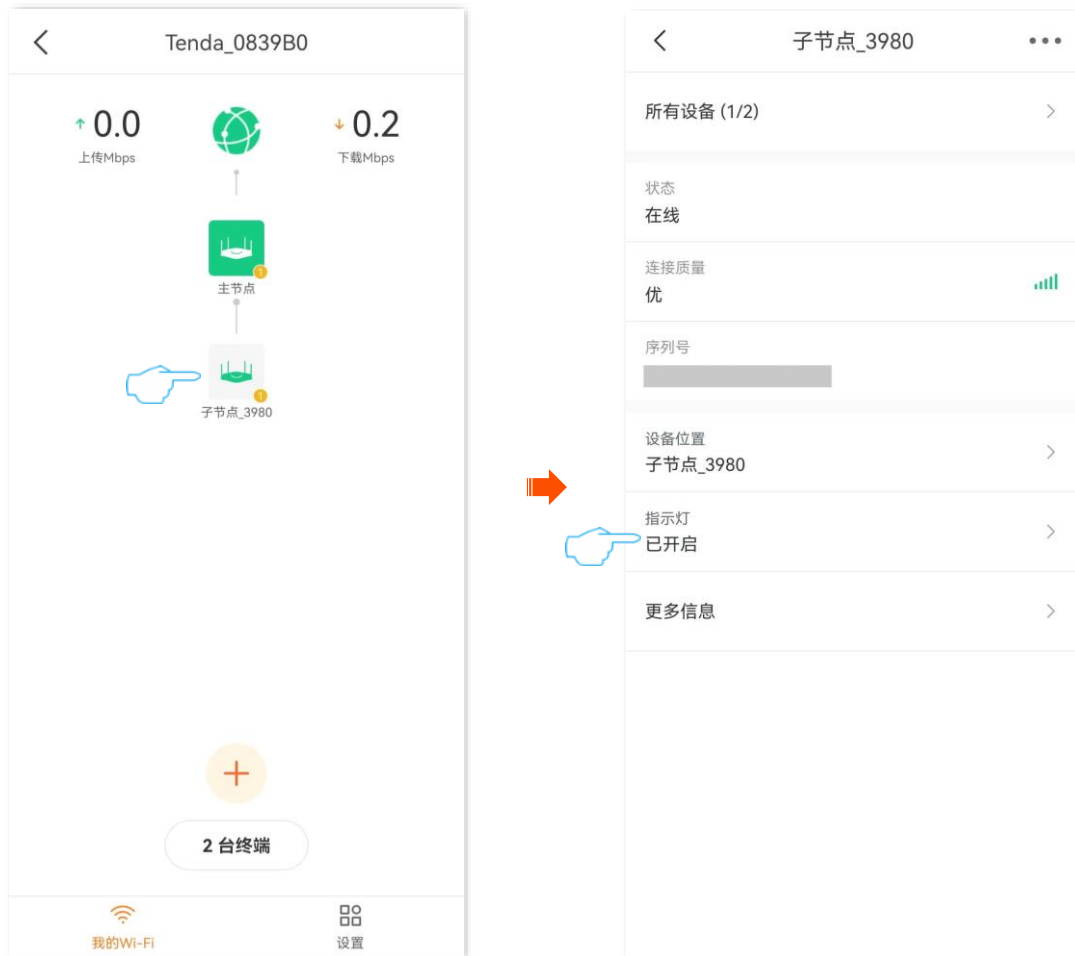 Tenda_0839B0
0.0
上传Mbps
0.2
下载Mbps
1
主节点
1
子节点_3980
2 台终端
我的Wi-Fi
设置
子节点_3980
所有设备 (1/2)
状态
在线
连接质量
优
序列号
设备位置
子节点_3980
指示灯
已开启
更多信息